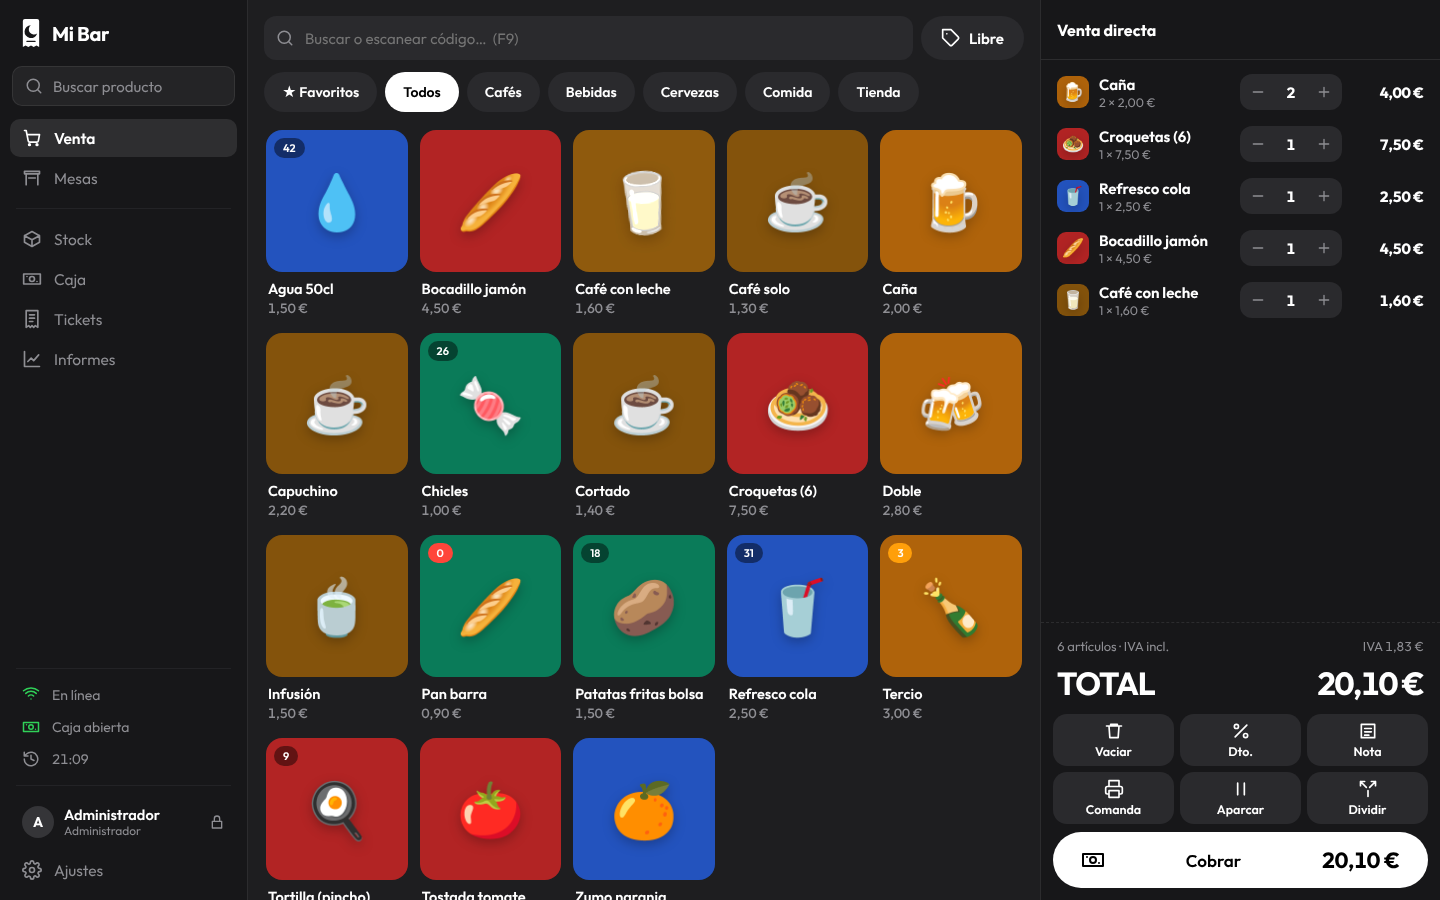 Mi Bar
Buscar producto
Venta
Mesas
Stock
Caja
Tickets
Informes
En línea
Caja abierta
21:09
A
Administrador
Administrador
Ajustes
Buscar o escanear código… (F9)
Libre
★ Favoritos
Todos
Cafés
Bebidas
Cervezas
Comida
Tienda
42
Agua 50cl
1,50 €
Bocadillo jamón
4,50 €
Café con leche
1,60 €
Café solo
1,30 €
Caña
2,00 €
Capuchino
2,20 €
26
Chicles
1,00 €
Cortado
1,40 €
Croquetas (6)
7,50 €
Doble
2,80 €
Infusión
1,50 €
0
Pan barra
0,90 €
18
Patatas fritas bolsa
1,50 €
31
Refresco cola
2,50 €
3
Tercio
3,00 €
9
Tortilla (pincho)
Tostada tomate
Zumo naranja
Venta directa
Caña
2 × 2,00 €
2
4,00 €
Croquetas (6)
1 × 7,50 €
1
7,50 €
Refresco cola
1 × 2,50 €
1
2,50 €
Bocadillo jamón
1 × 4,50 €
1
4,50 €
Café con leche
1 × 1,60 €
1
1,60 €
6 artículos · IVA incl.
IVA 1,83 €
TOTAL
20,10 €
Vaciar
Dto.
Nota
Comanda
Aparcar
Dividir
Cobrar
20,10 €